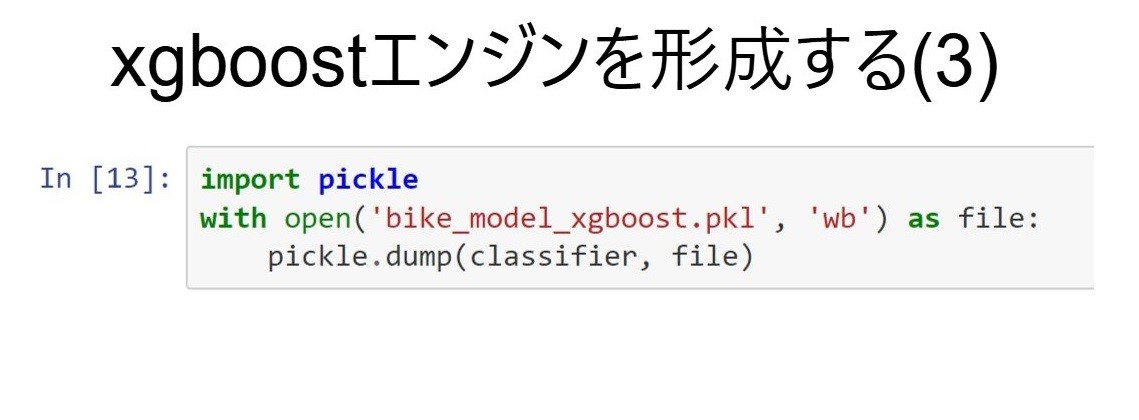 xgboostエンジンを形成する(3)
In [13]: import pickle
with open('bike_model_xgboost.pkl', 'wb') as file:
    pickle.dump(classifier, file)